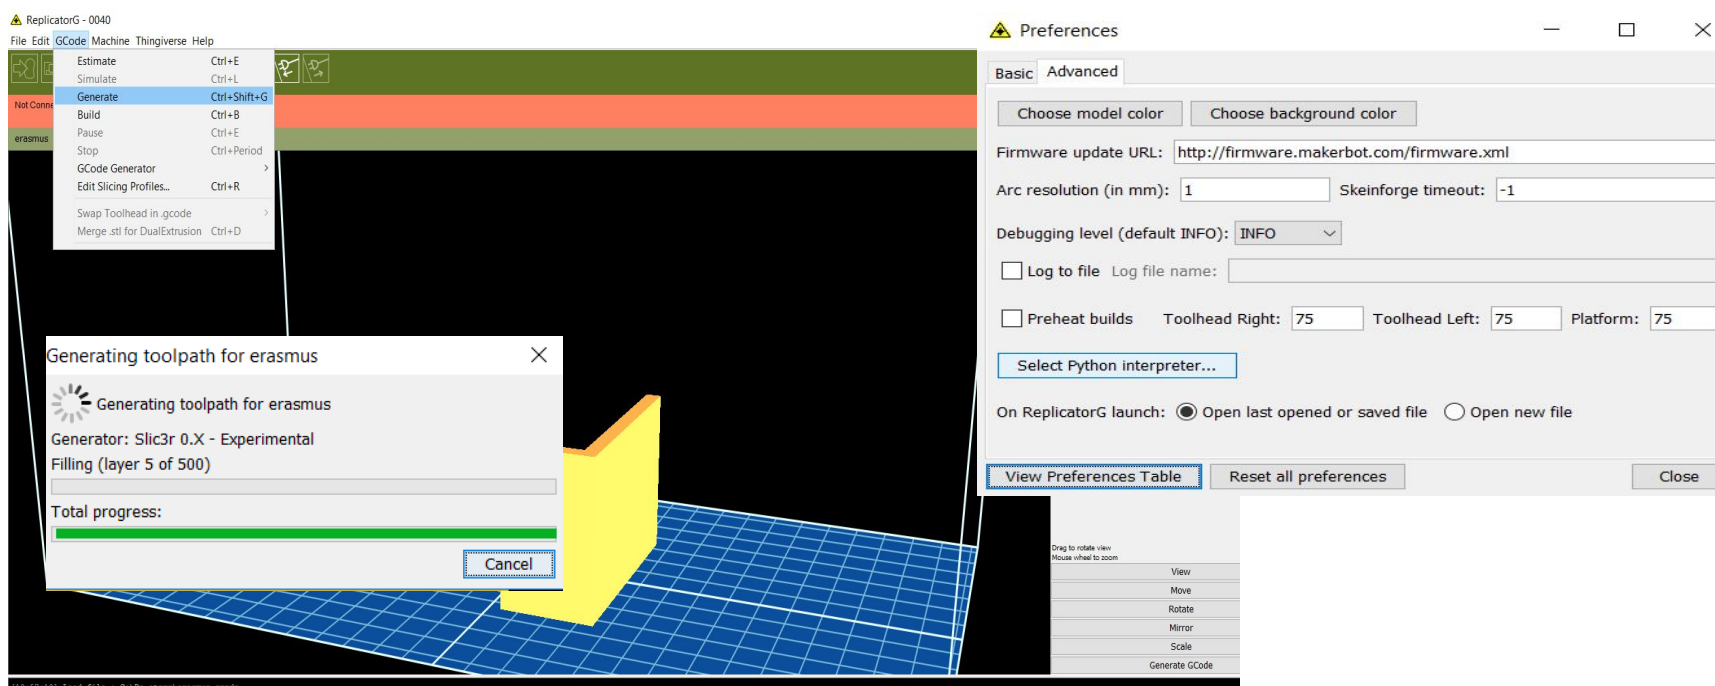 ReplicatorG - 0040
File Edit GCode Machine Thingiverse Help
Estimate Ctrl+E
Simulate Ctrl+L
Generate Ctrl+Shift+G
Build Ctrl+B
Pause Ctrl+E
Stop Ctrl+Period
GCode Generator
Edit Slicing Profiles... Ctrl+R
Swap Toolhead in .gcode
Merge .stl for DualExtrusion Ctrl+D
Not Conne
erasmus
Generating toolpath for erasmus
Generating toolpath for erasmus
Generator: Slic3r 0.X - Experimental
Filling (layer 5 of 500)
Total progress:
Cancel
Preferences
Basic Advanced
Choose model color Choose background color
Firmware update URL: http://firmware.makerbot.com/firmware.xml
Arc resolution (in mm): 1 Skeinforge timeout: -1
Debugging level (default INFO): INFO
Log to file Log file name:
Preheat builds Toolhead Right: 75 Toolhead Left: 75 Platform: 75
Select Python interpreter...
On ReplicatorG launch: Open last opened or saved file Open new file
View Preferences Table Reset all preferences Close
Drag to rotate view
Mouse wheel to zoom
View
Move
Rotate
Mirror
Scale
Generate GCode